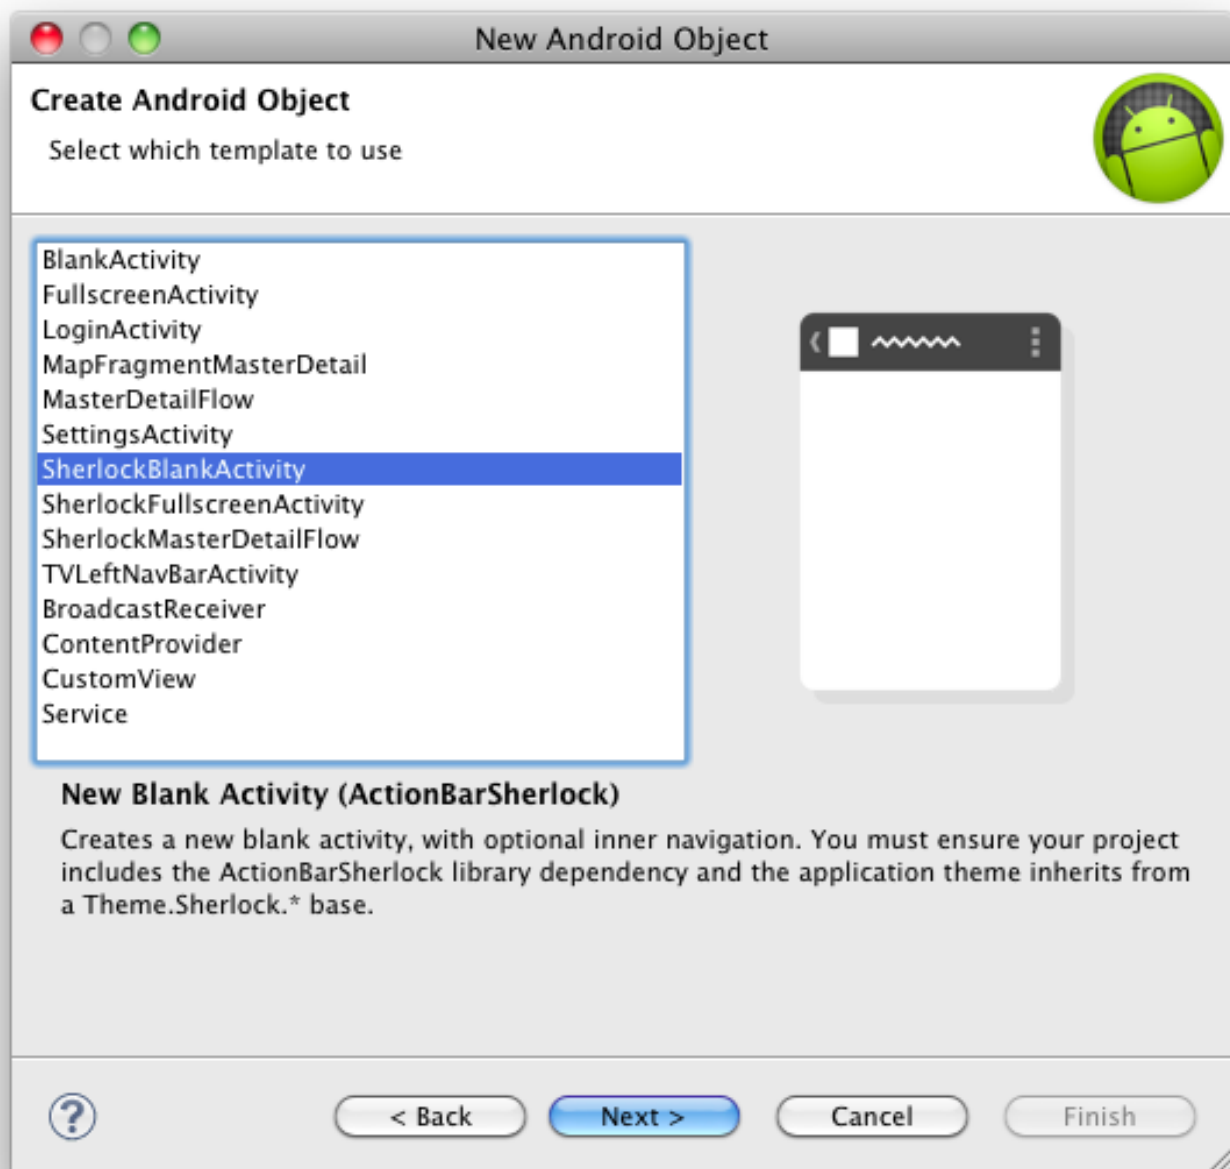 New Android Object
Create Android Object
Select which template to use
BlankActivity
FullscreenActivity
LoginActivity
MapFragmentMasterDetail
MasterDetailFlow
SettingsActivity
SherlockBlankActivity
SherlockFullscreenActivity
SherlockMasterDetailFlow
TVLeftNavBarActivity
BroadcastReceiver
ContentProvider
CustomView
Service
New Blank Activity (ActionBarSherlock)
Creates a new blank activity, with optional inner navigation. You must ensure your project
includes the ActionBarSherlock library dependency and the application theme inherits from
a Theme.Sherlock.* base.
? < Back Next > Cancel Finish